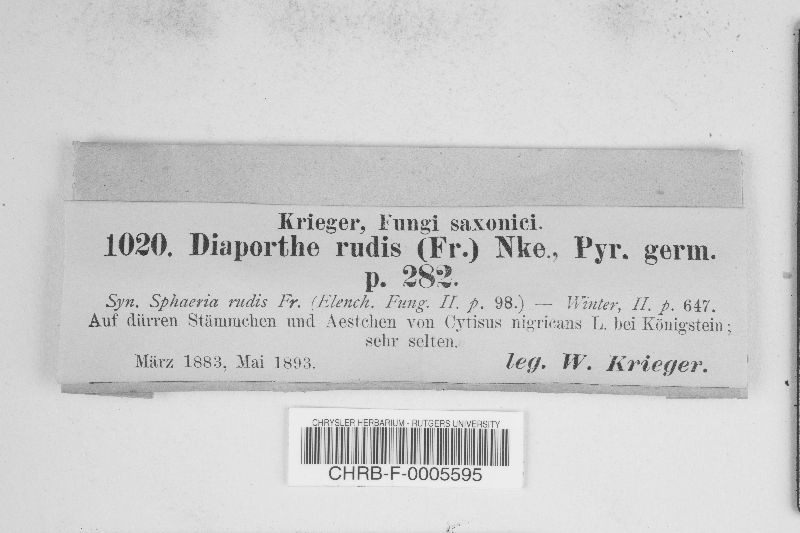 Krieger, Fungi saxonici.
1020. Diaporthe rudis (Fr.) Nke., Pyr. germ.
p. 282.
Syn. Sphaeria rudis Fr. (Elench. Fung. II. p. 98.) — Winter, II. p. 647.
Auf dürren Stämmchen und Aestchen von Cytisus nigricans L. bei Königstein;
sehr selten.
März 1883, Mai 1893. leg. W. Krieger.
CHRYSLER HERBARIUM - RUTGERS UNIVERSITY
CHRB-F-0005595